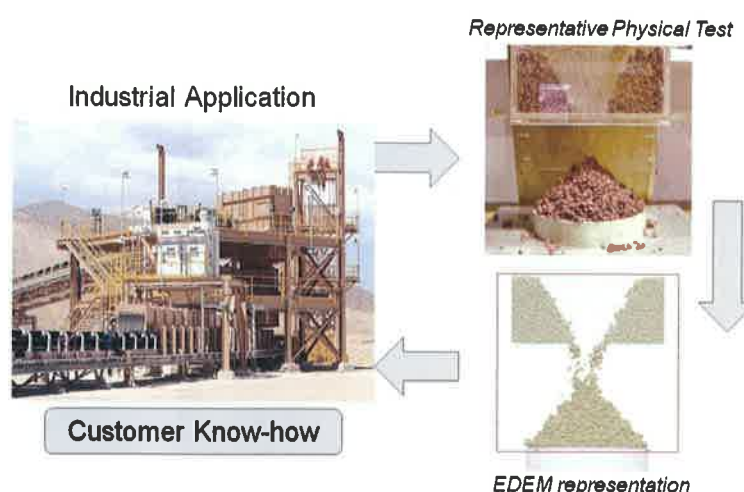 Representative Physical Test
Industrial Application
Customer Know-how
EDEM representation